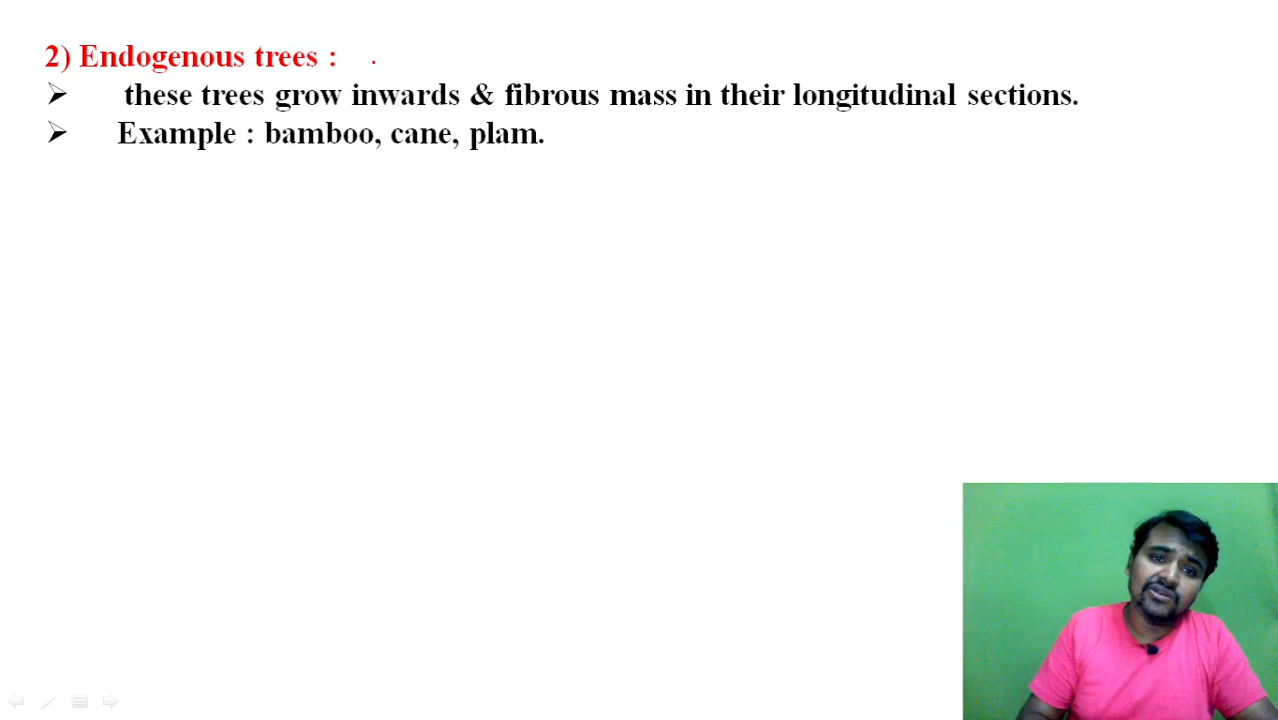 2) Endogenous trees :
these trees grow inwards & fibrous mass in their longitudinal sections.
Example : bamboo, cane, plam.